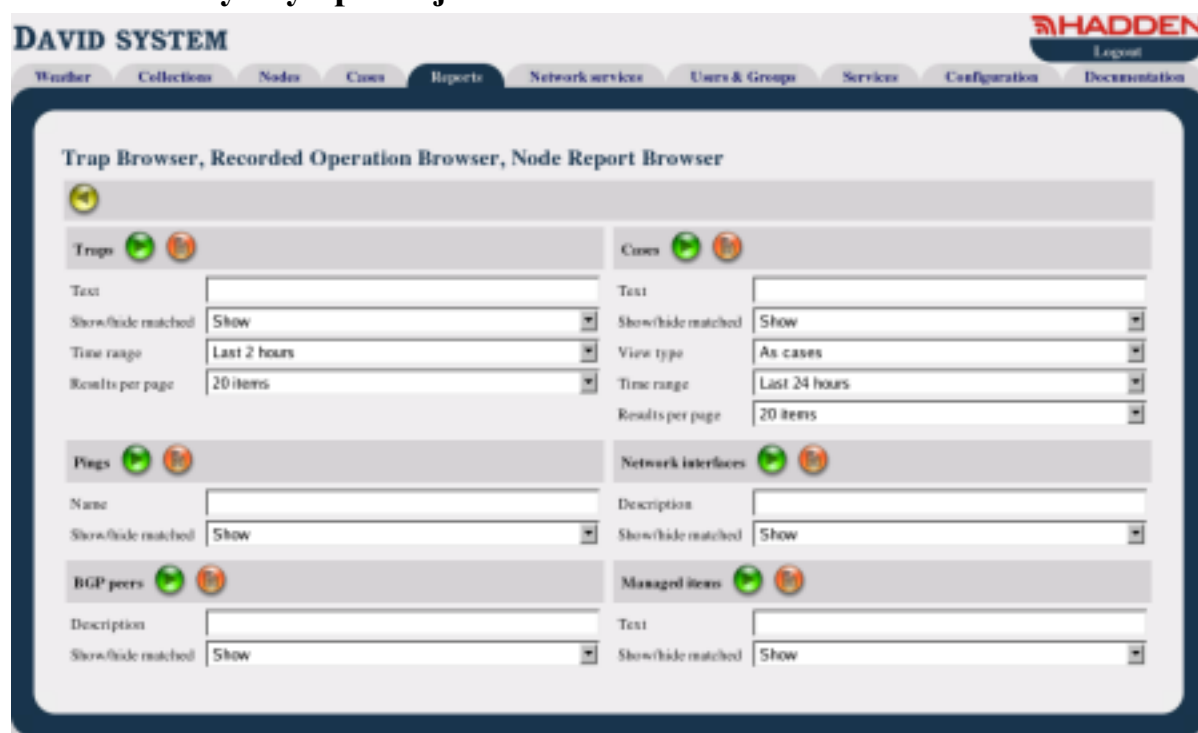 DAVID SYSTEM
HADDEN
Logout
Weather Collections Nodes Cases Reports Network services Users & Groups Services Configuration Documentation
Trap Browser, Recorded Operation Browser, Node Report Browser
Traps
Text
Show/hide matched Show
Time range Last 2 hours
Results per page 20 items
Cases
Text
Show/hide matched Show
View type As cases
Time range Last 24 hours
Results per page 20 items
Pings
Name
Show/hide matched Show
Network interfaces
Description
Show/hide matched Show
BGP peers
Description
Show/hide matched Show
Managed items
Text
Show/hide matched Show